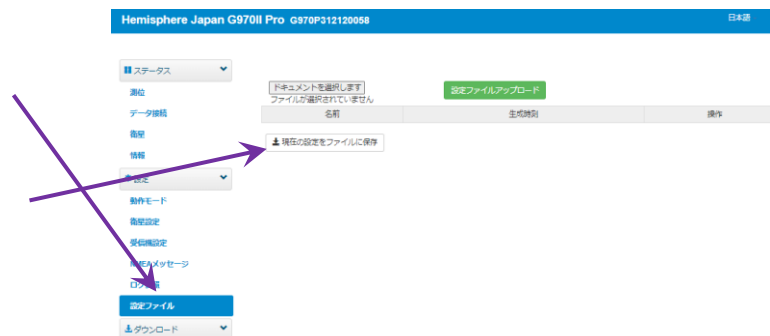 Hemisphere Japan G970II Pro G970P312120058
日本語
ステータス
測位
データ接続
衛星
情報
設定
動作モード
衛星設定
受信機設定
NMEAメッセージ
設定ファイル
ダウンロード
ドキュメントを選択します
ファイルが選択されていません
設定ファイルアップロード
名前 生成時刻 操作
現在の設定をファイルに保存